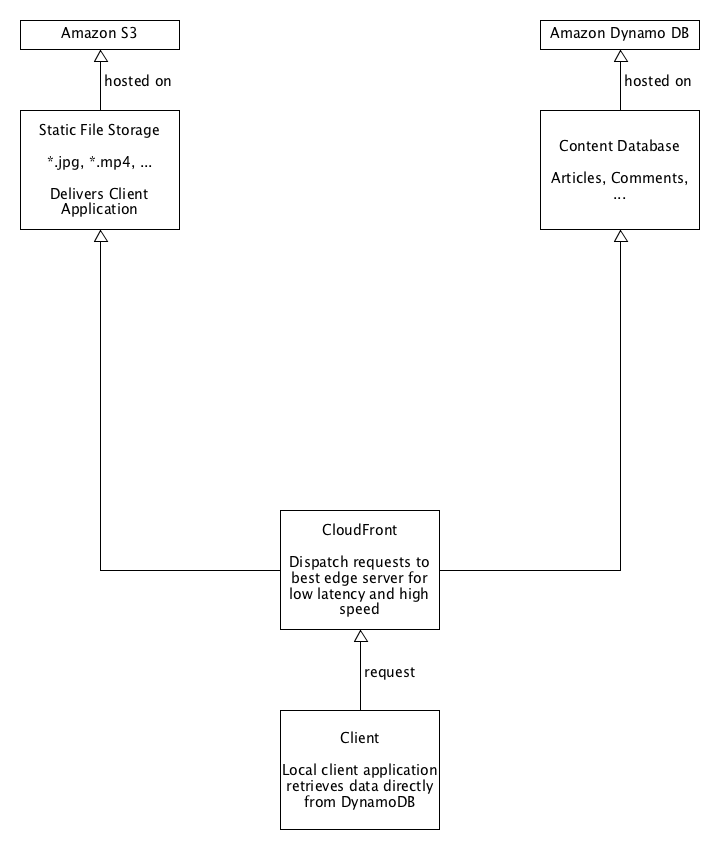 Amazon S3
Amazon Dynamo DB
hosted on
hosted on
Static File Storage
*.jpg, *.mp4, ...
Delivers Client
Application
Content Database
Articles, Comments,
...
CloudFront
Dispatch requests to
best edge server for
low latency and high
speed
request
Client
Local client application
retrieves data directly
from DynamoDB